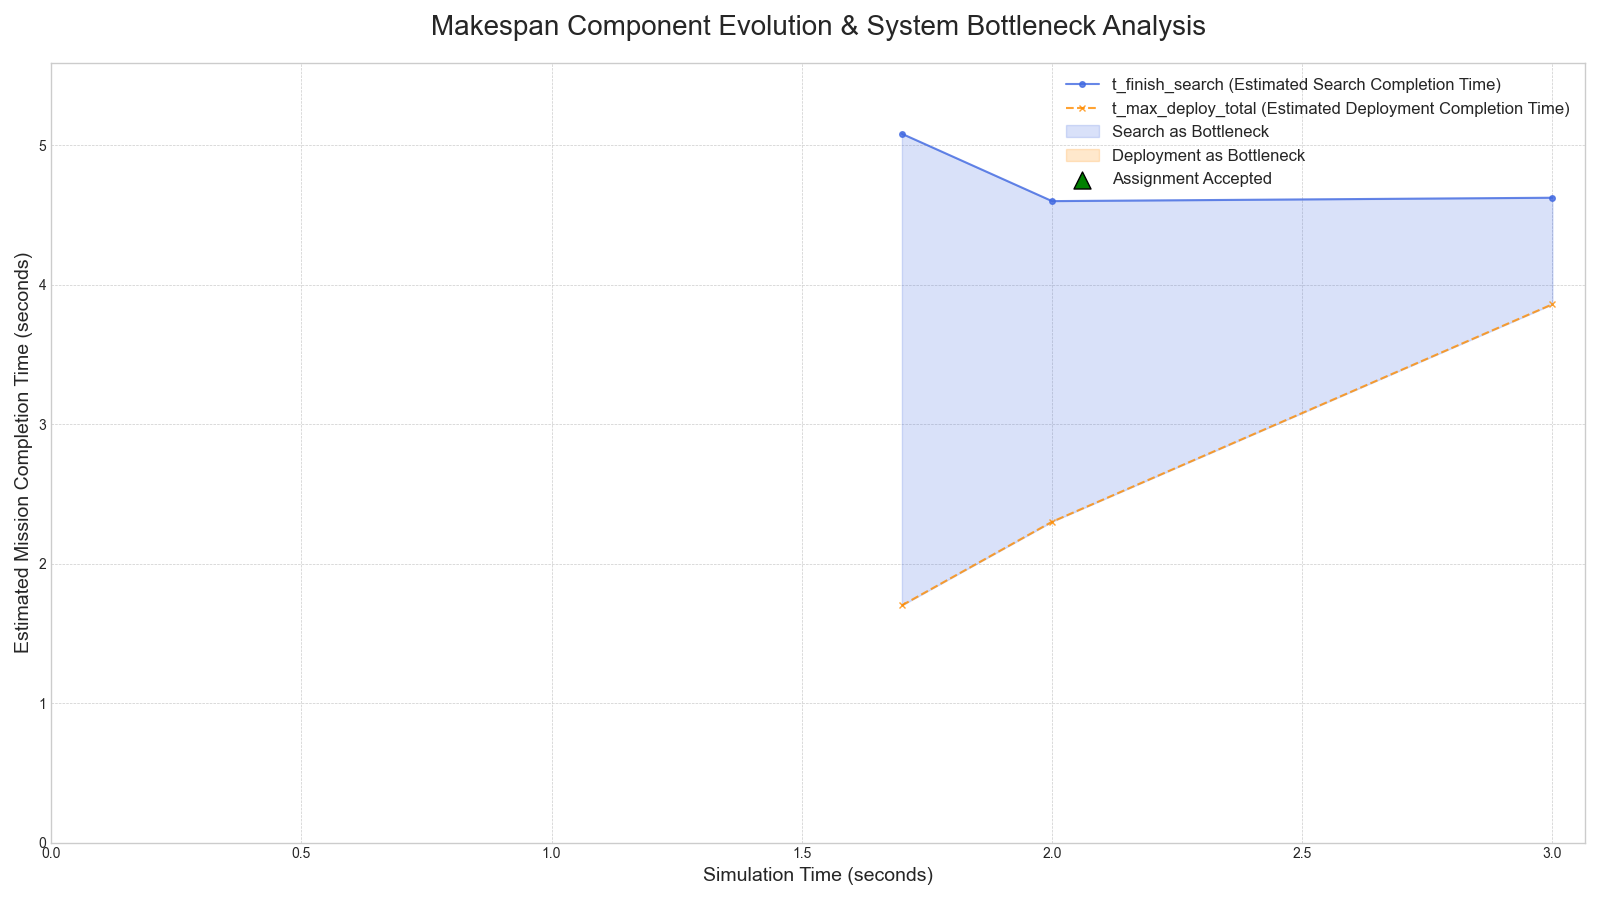 Makespan Component Evolution & System Bottleneck Analysis
t_finish_search (Estimated Search Completion Time)
t_max_deploy_total (Estimated Deployment Completion Time)
Search as Bottleneck
Deployment as Bottleneck
Assignment Accepted
Estimated Mission Completion Time (seconds)
5
4
3
2
1
0
0.0
0.5
1.0
1.5
2.0
2.5
3.0
Simulation Time (seconds)